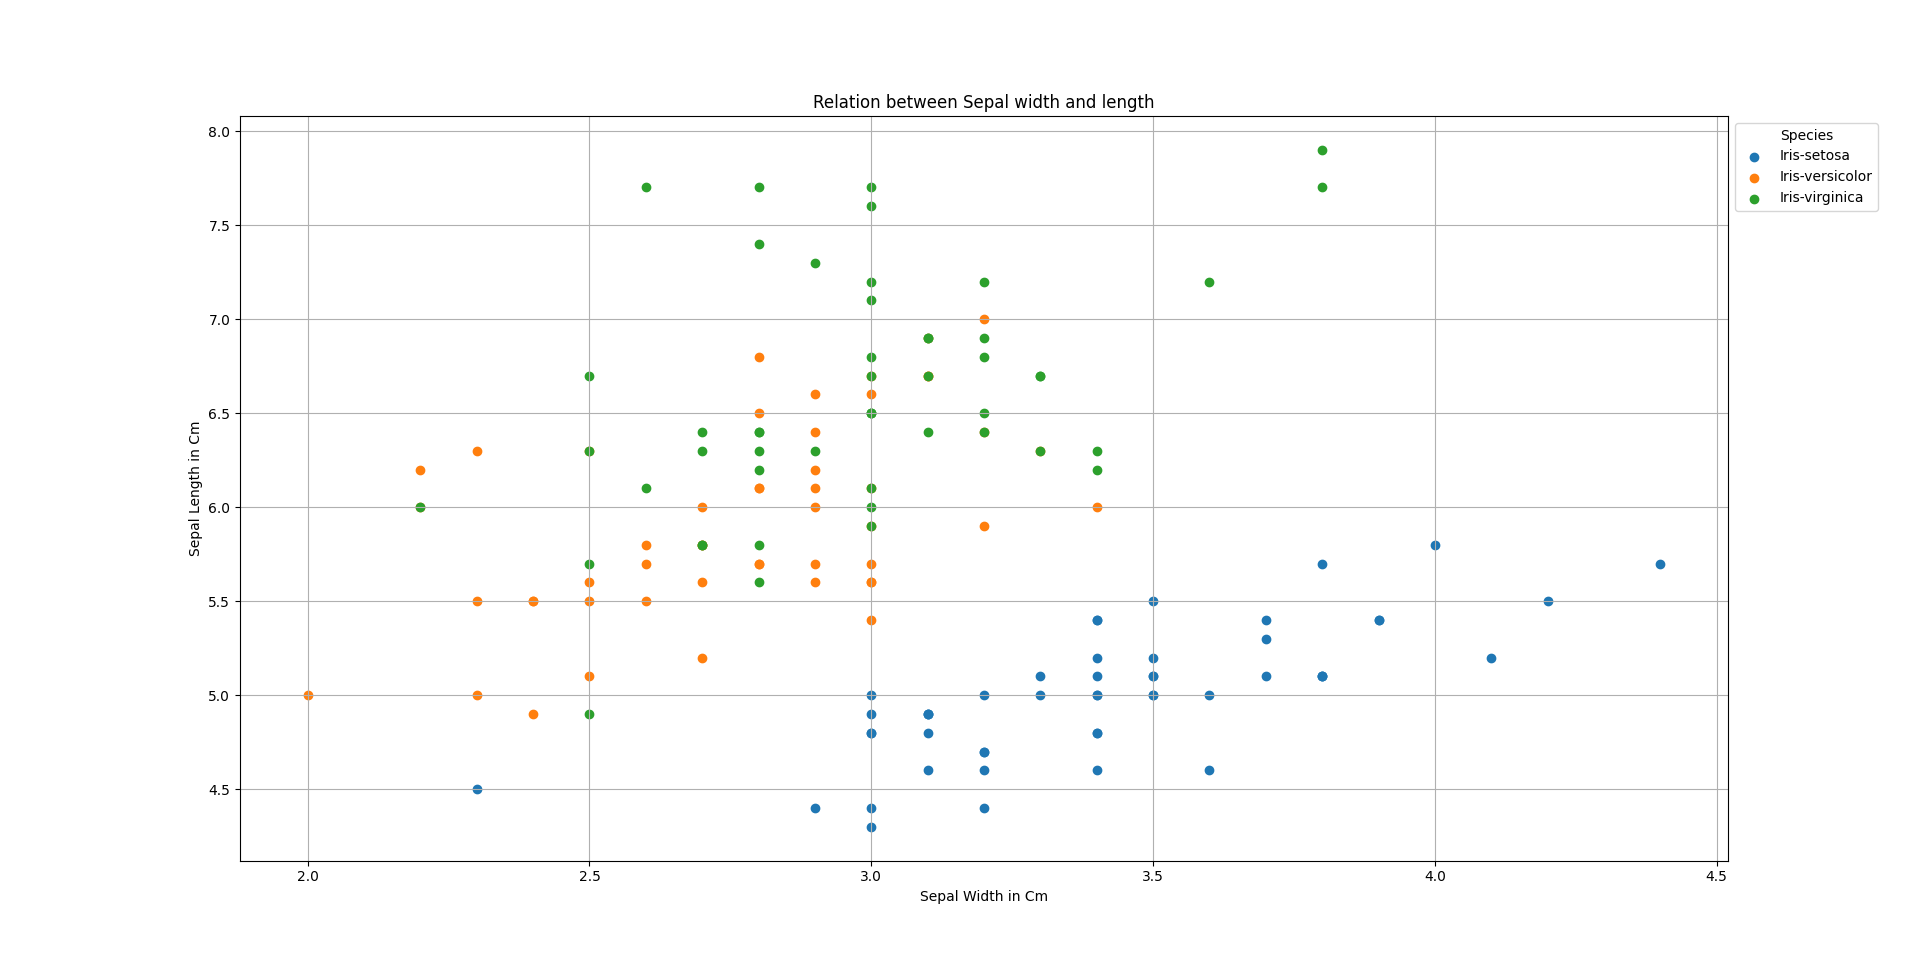 Relation between Sepal width and length
Species
Iris-setosa
Iris-versicolor
Iris-virginica
8.0
7.5
7.0
6.5
6.0
5.5
5.0
4.5
Sepal Length in Cm
2.0 2.5 3.0 3.5 4.0 4.5
Sepal Width in Cm